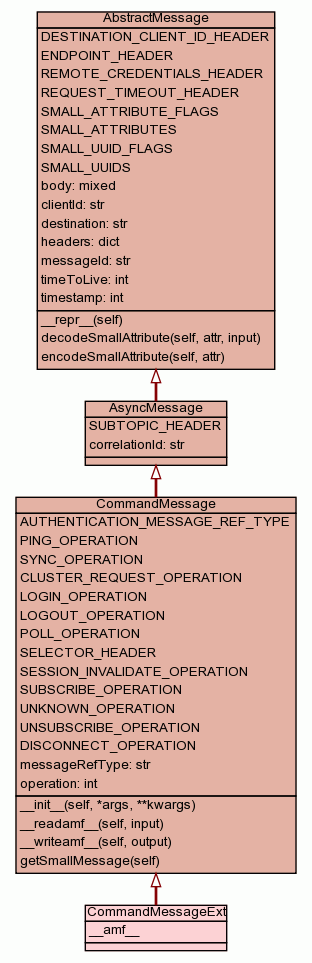 AbstractMessage
DESTINATION_CLIENT_ID_HEADER
ENDPOINT_HEADER
REMOTE_CREDENTIALS_HEADER
REQUEST_TIMEOUT_HEADER
SMALL_ATTRIBUTE_FLAGS
SMALL_ATTRIBUTES
SMALL_UUID_FLAGS
SMALL_UUIDS
body: mixed
clientId: str
destination: str
headers: dict
messageId: str
timeToLive: int
timestamp: int
__repr__(self)
decodeSmallAttribute(self, attr, input)
encodeSmallAttribute(self, attr)
AsyncMessage
SUBTOPIC_HEADER
correlationId: str
CommandMessage
AUTHENTICATION_MESSAGE_REF_TYPE
PING_OPERATION
SYNC_OPERATION
CLUSTER_REQUEST_OPERATION
LOGIN_OPERATION
LOGOUT_OPERATION
POLL_OPERATION
SELECTOR_HEADER
SESSION_INVALIDATE_OPERATION
SUBSCRIBE_OPERATION
UNKNOWN_OPERATION
UNSUBSCRIBE_OPERATION
DISCONNECT_OPERATION
messageRefType: str
operation: int
__init__(self, *args, **kwargs)
__readamf__(self, input)
__writeamf__(self, output)
getSmallMessage(self)
CommandMessageExt
__amf__